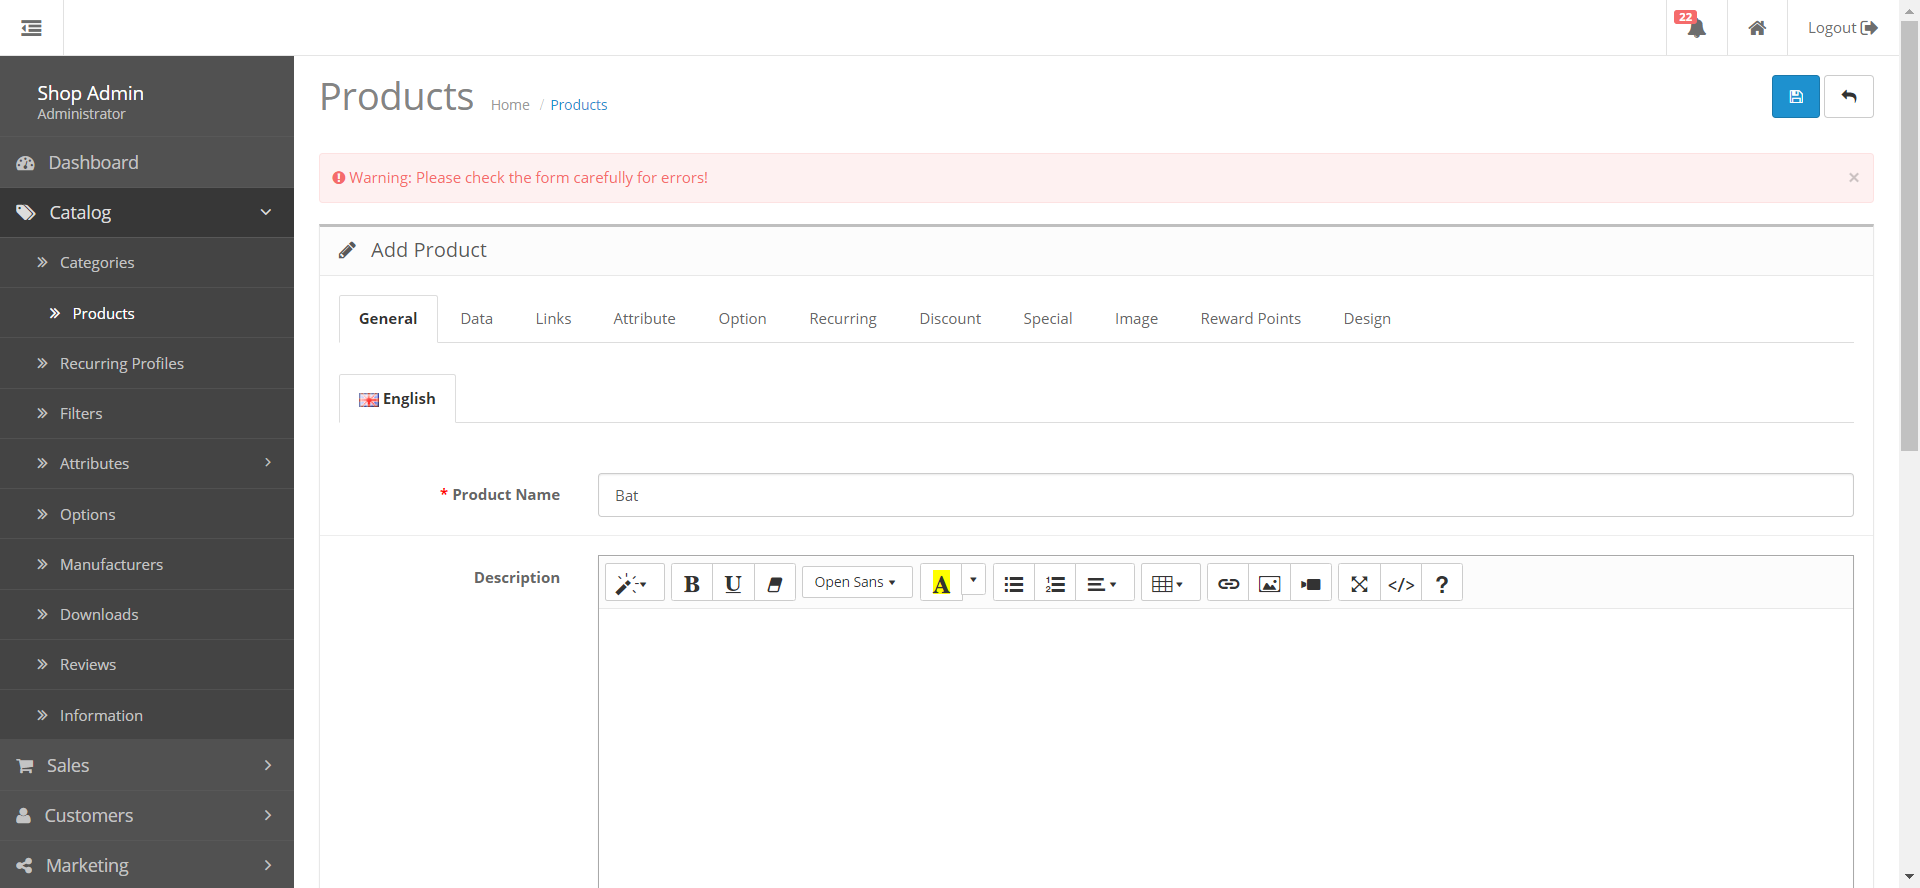 22
Logout
Shop Admin
Administrator
Dashboard
Catalog
Categories
Products
Recurring Profiles
Filters
Attributes
Options
Manufacturers
Downloads
Reviews
Information
Sales
Customers
Marketing
Products Home / Products
Warning: Please check the form carefully for errors! ×
Add Product
General Data Links Attribute Option Recurring Discount Special Image Reward Points Design
English
* Product Name Bat
Description
B U Open Sans A </> ?